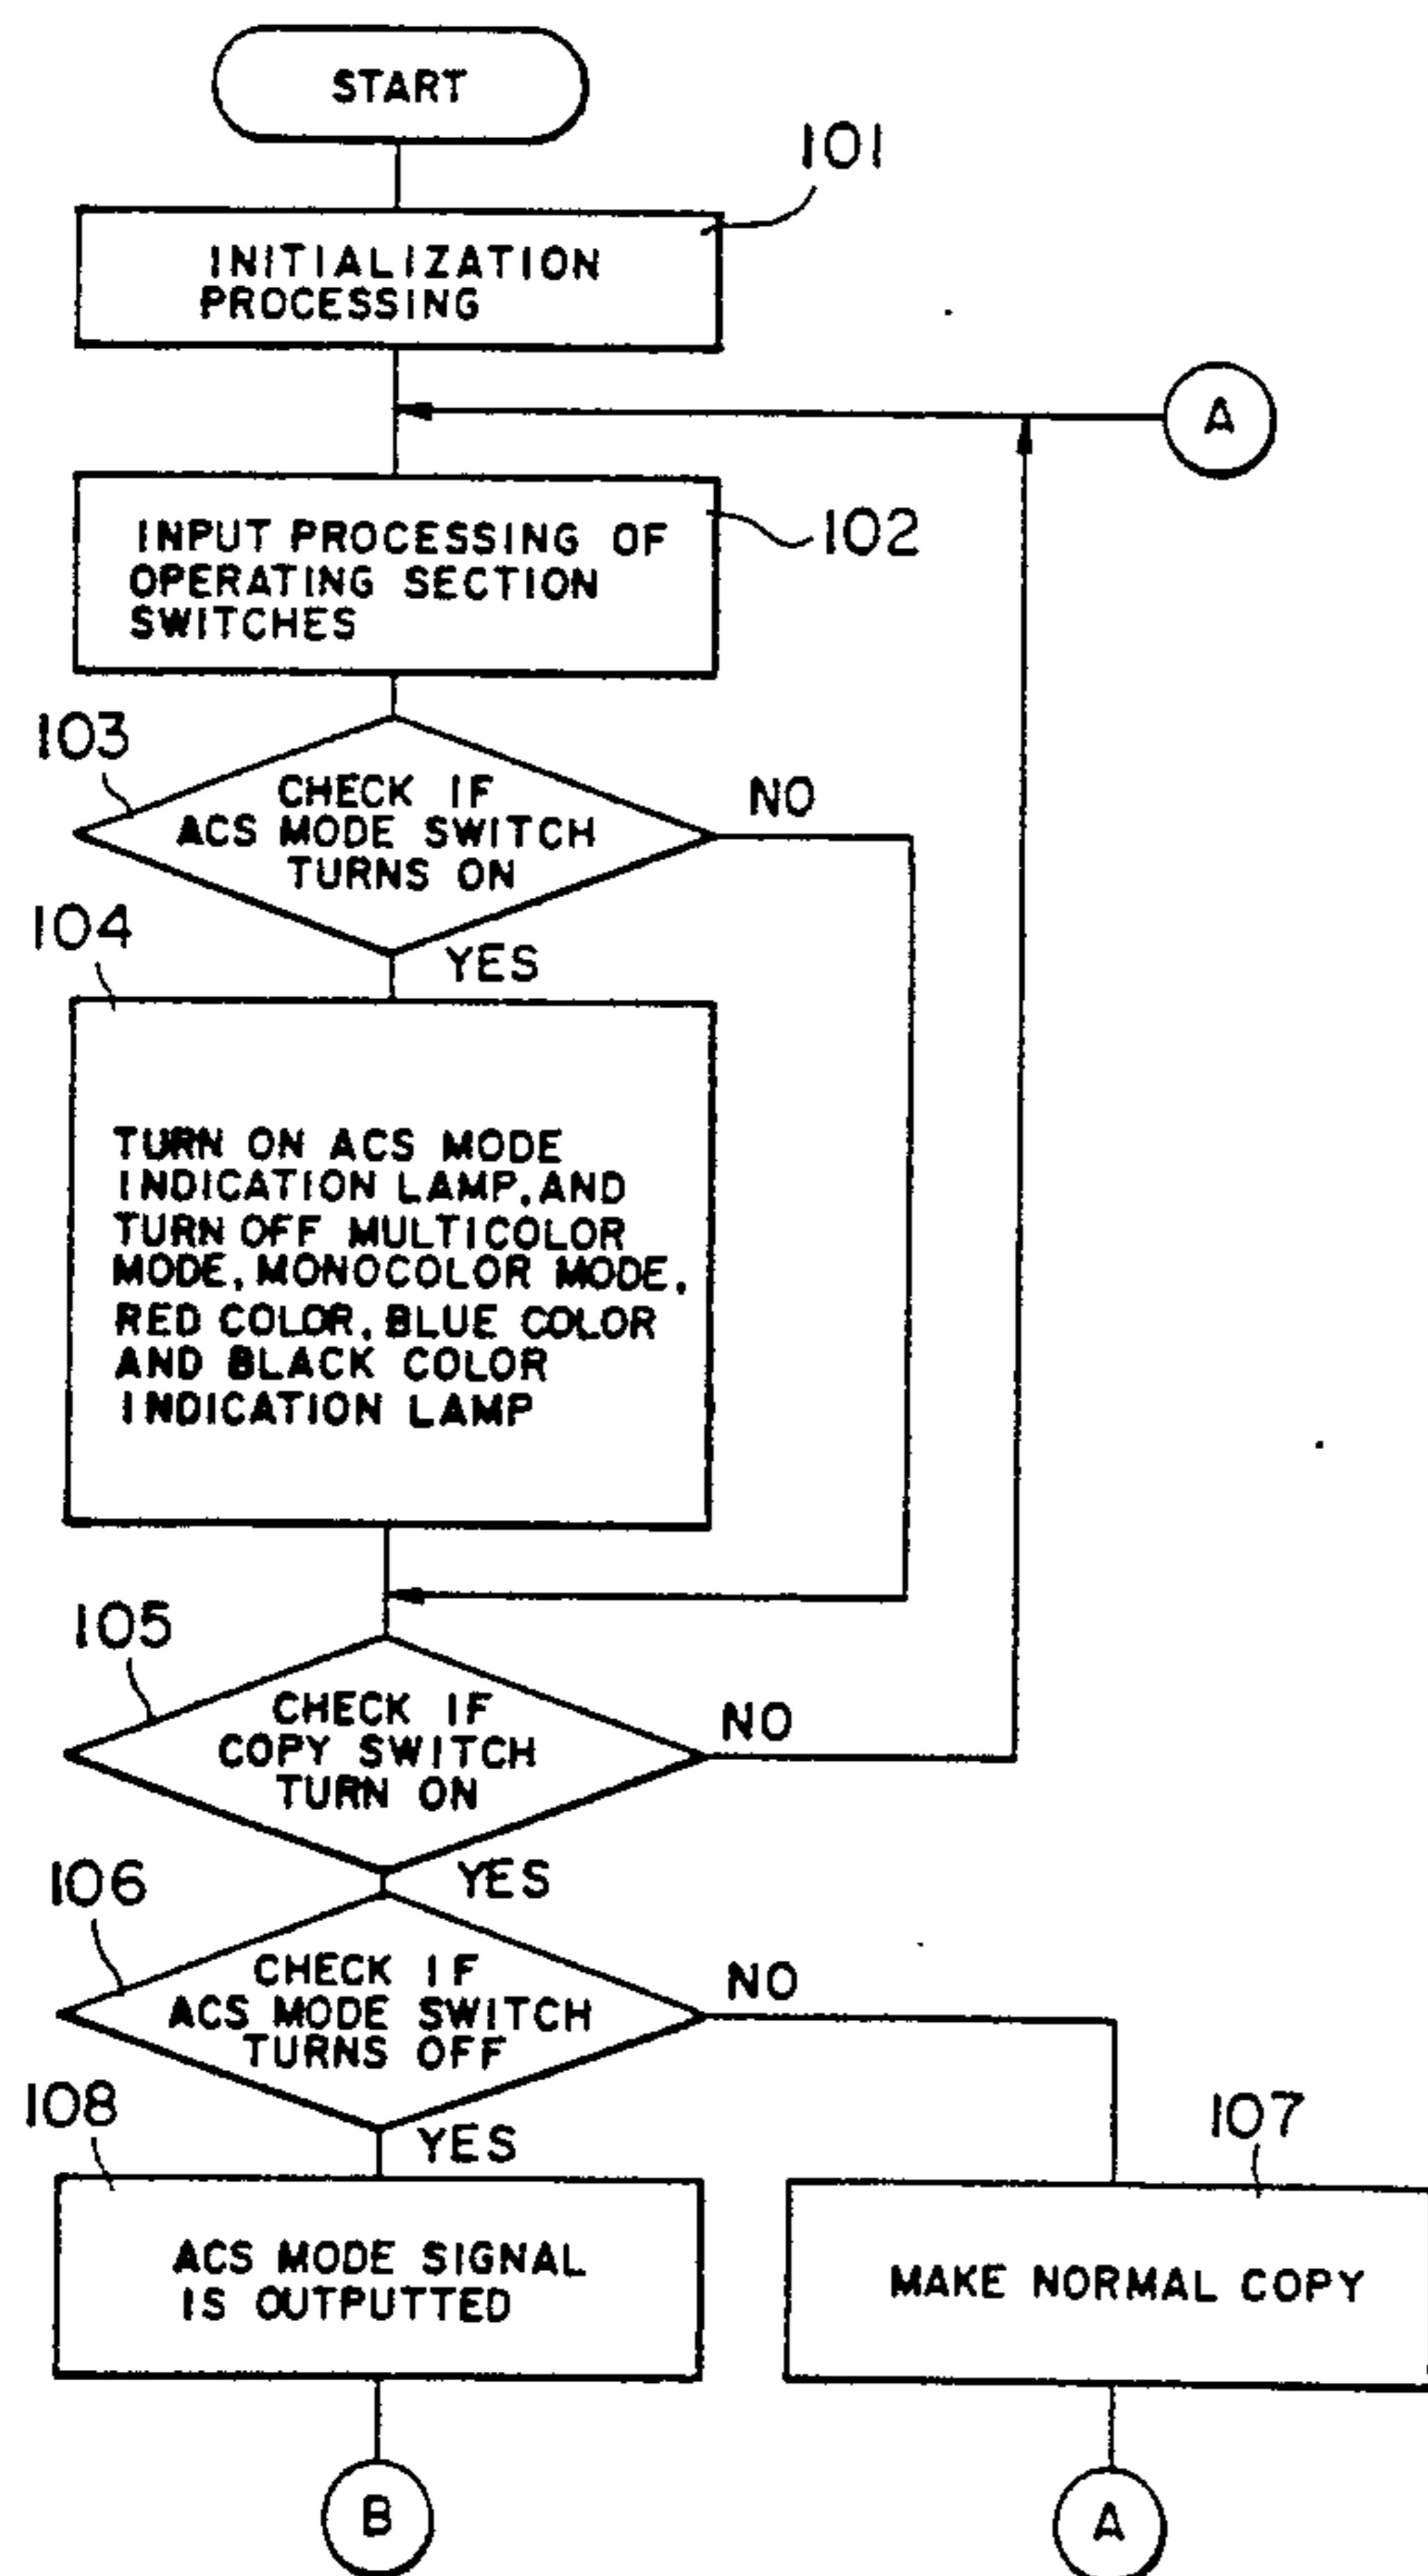 START
101
INITIALIZATION
PROCESSING
A
INPUT PROCESSING OF
OPERATING SECTION
SWITCHES
102
103
CHECK IF
ACS MODE SWITCH
TURNS ON
NO
YES
104
TURN ON ACS MODE
INDICATION LAMP, AND
TURN OFF MULTICOLOR
MODE, MONOCOLOR MODE,
RED COLOR, BLUE COLOR
AND BLACK COLOR
INDICATION LAMP
105
CHECK IF
COPY SWITCH
TURN ON
NO
YES
106
CHECK IF
ACS MODE SWITCH
TURNS OFF
NO
YES
108
ACS MODE SIGNAL
IS OUTPUTTED
107
MAKE NORMAL COPY
B
A